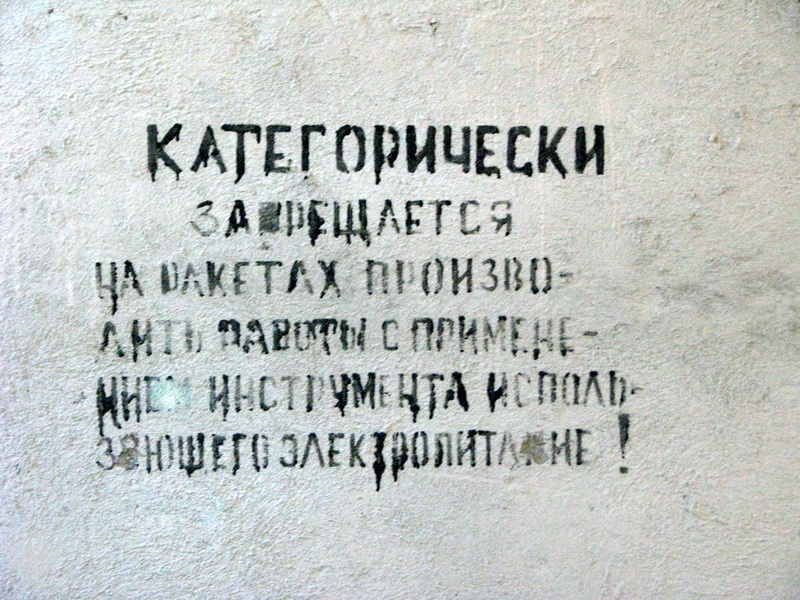 КАТЕГОРИЧЕСКИ
ЗАПРЕЩАЕТСЯ
НА РАКЕТАХ ПРОИЗВО-
ДИТЬ РАБОТЫ С ПРИМЕНЕ-
НИЕМ ИНСТРУМЕНТА ИСПОЛЬ-
ЗУЮЩЕГО ЭЛЕКТРОПИТАНИЕ!